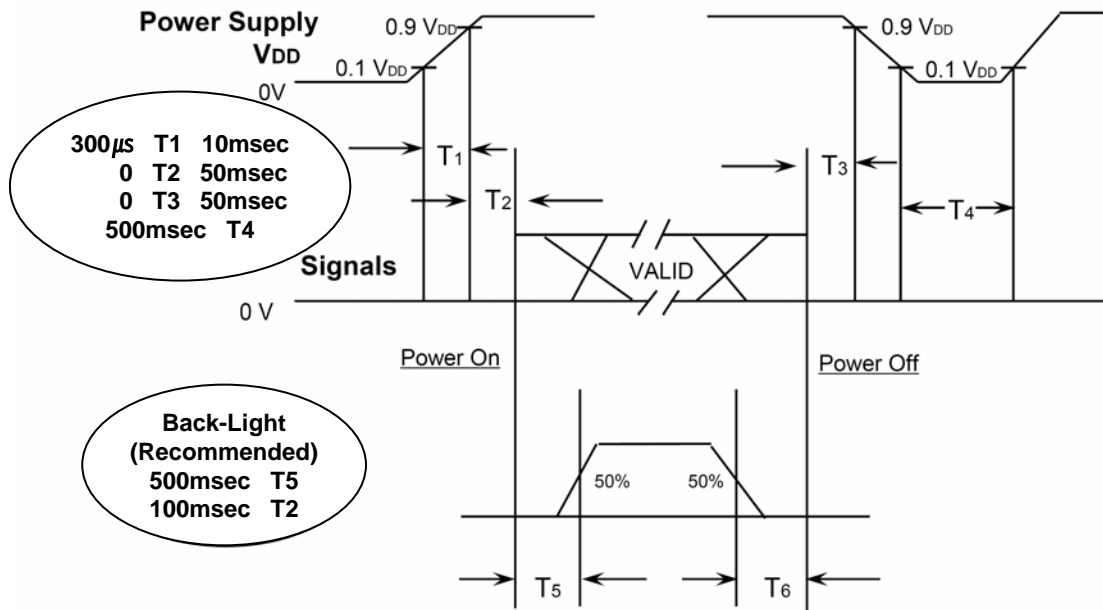 Power Supply
VDD
0.9 VDD
0.1 VDD
0V
0.9 VDD
0.1 VDD
300㎲ T1 10msec
0 T2 50msec
0 T3 50msec
500msec T4
T1
T2
T3
T4
Signals
VALID
0 V
Power On
Power Off
Back-Light
(Recommended)
500msec T5
100msec T2
50%
50%
T5
T6